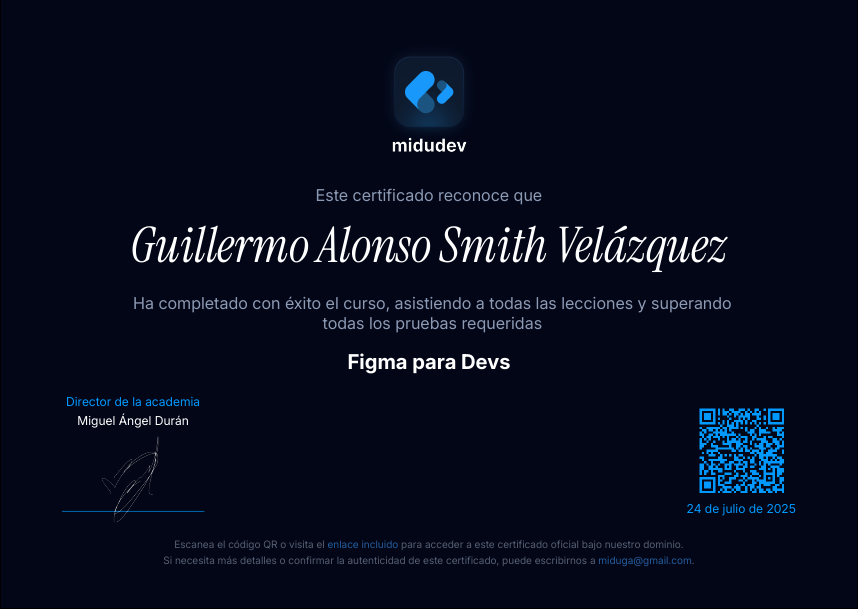 midudev
Este certificado reconoce que
Guillermo Alonso Smith Velázquez
Ha completado con éxito el curso, asistiendo a todas las lecciones y superando
todas los pruebas requeridas
Figma para Devs
Director de la academia
Miguel Ángel Durán
24 de julio de 2025
Escanea el código QR o visita el enlace incluido para acceder a este certificado oficial bajo nuestro dominio.
Si necesita más detalles o confirmar la autenticidad de este certificado, puede escribirnos a miduga@gmail.com.